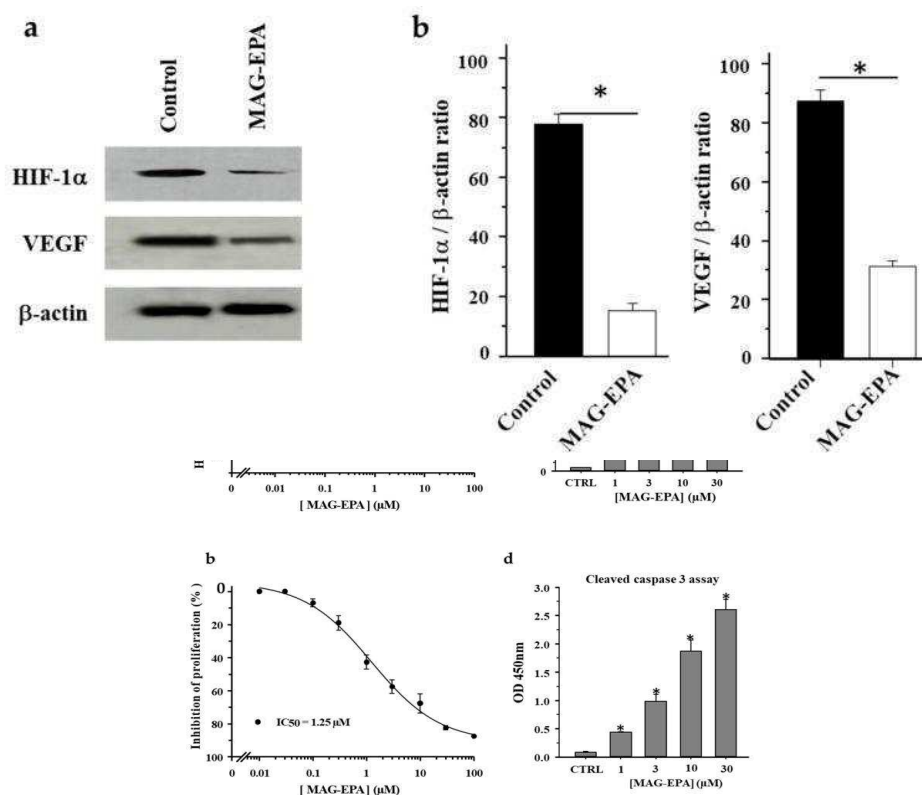 a
Control
MAG-EPA
HIF-1α
VEGF
β-actin
b
HIF-1α / β-actin ratio
100
80
60
40
20
0
*
Control
MAG-EPA
VEGF / β-actin ratio
100
80
60
40
20
0
*
Control
MAG-EPA
H
0 0.01 0.1 1 10 100
[ MAG-EPA] (µM)
0
CTRL 1 3 10 30
[MAG-EPA] (µM)
b
Inhibition of proliferation (%)
0
20
40
60
80
100
IC50 = 1.25 µM
0 0.01 0.1 1 10 100
[ MAG-EPA] (µM)
d
Cleaved caspase 3 assay
OD 450nm
3.0
2.5
2.0
1.5
1.0
0.5
0.0
* * * *
CTRL 1 3 10 30
[MAG-EPA] (µM)